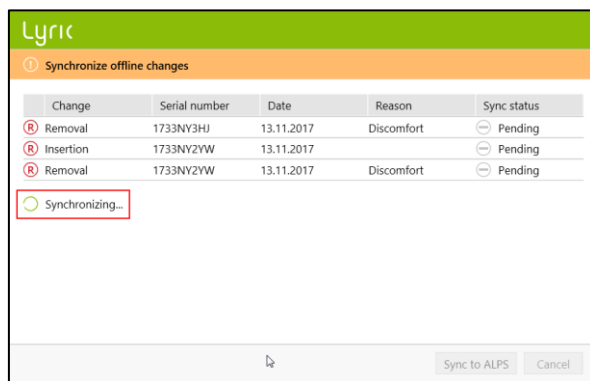 Lyric
Synchronize offline changes
Change Serial number Date Reason Sync status
R Removal 1733NY3HJ 13.11.2017 Discomfort Pending
R Insertion 1733NY2YW 13.11.2017 Pending
R Removal 1733NY2YW 13.11.2017 Discomfort Pending
Synchronizing...
Sync to ALPS Cancel